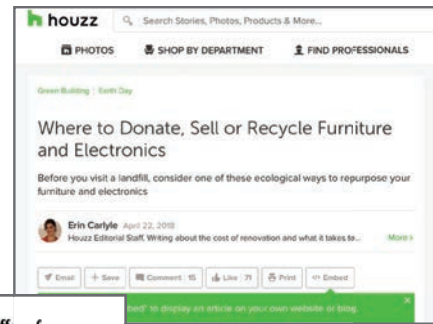 houzz
Search Stories, Photos, Products & More...
PHOTOS SHOP BY DEPARTMENT FIND PROFESSIONALS
Green Building | Earth Day
Where to Donate, Sell or Recycle Furniture
and Electronics
Before you visit a landfill, consider one of these ecological ways to repurpose your
furniture and electronics
Erin Carlyle April 22, 2018
Houzz Editorial Staff. Writing about the cost of renovation and what it takes to... More
Email + Save Comment 15 Like 71 Print Embed
to display an article on your own website or blog.